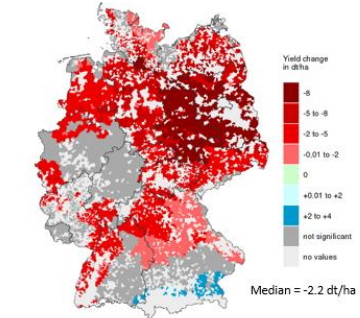 Yield change
in dt/ha
-8
-5 to -8
-2 to -5
-0,01 to -2
0
+0.01 to +2
+2 to +4
not significant
no values
Median = -2.2 dt/ha